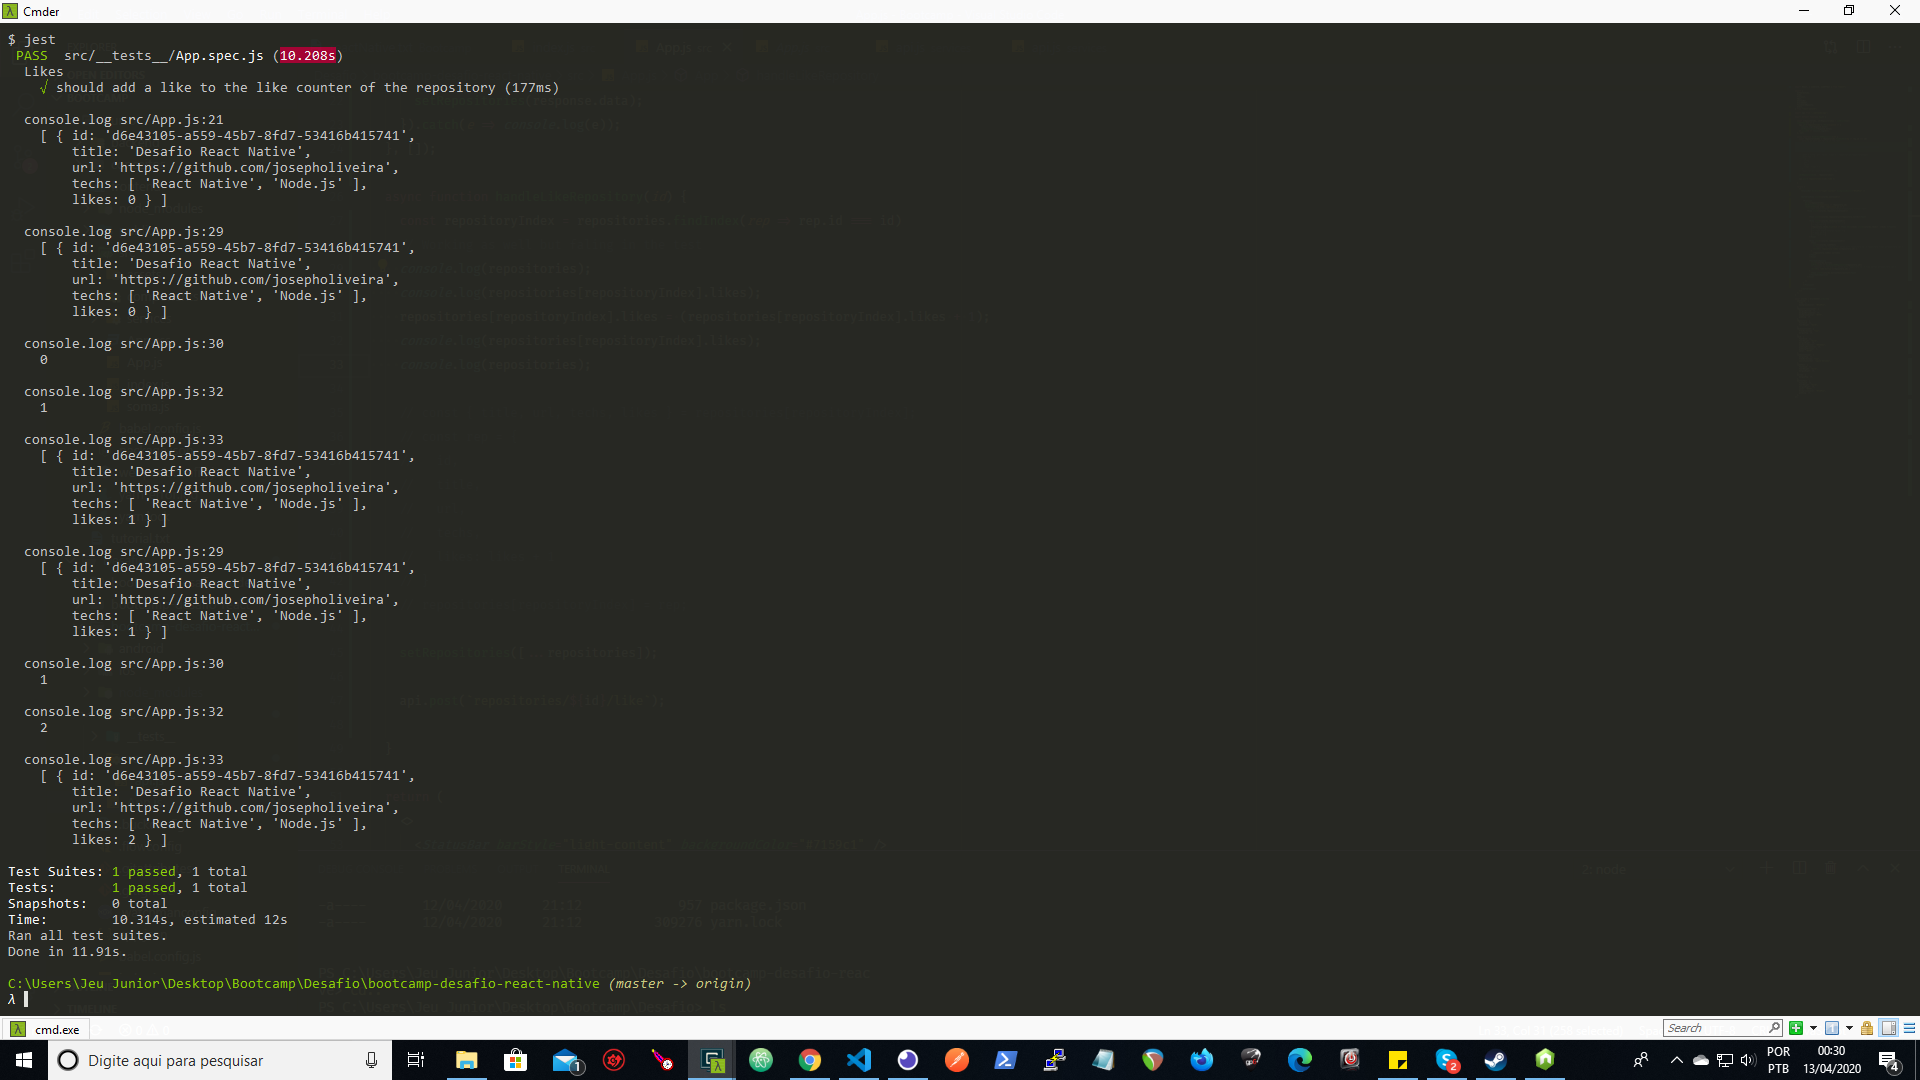 Cmder
$ jest
PASS src/__tests__/App.spec.js (10.208s)
Likes
√ should add a like to the like counter of the repository (177ms)
console.log src/App.js:21
[ { id: 'd6e43105-a559-45b7-8fd7-53416b415741',
title: 'Desafio React Native',
url: 'https://github.com/josepholiveira',
techs: [ 'React Native', 'Node.js' ],
likes: 0 } ]
console.log src/App.js:29
[ { id: 'd6e43105-a559-45b7-8fd7-53416b415741',
title: 'Desafio React Native',
url: 'https://github.com/josepholiveira',
techs: [ 'React Native', 'Node.js' ],
likes: 0 } ]
console.log src/App.js:30
0
console.log src/App.js:32
1
console.log src/App.js:33
[ { id: 'd6e43105-a559-45b7-8fd7-53416b415741',
title: 'Desafio React Native',
url: 'https://github.com/josepholiveira',
techs: [ 'React Native', 'Node.js' ],
likes: 1 } ]
console.log src/App.js:29
[ { id: 'd6e43105-a559-45b7-8fd7-53416b415741',
title: 'Desafio React Native',
url: 'https://github.com/josepholiveira',
techs: [ 'React Native', 'Node.js' ],
likes: 1 } ]
console.log src/App.js:30
1
console.log src/App.js:32
2
console.log src/App.js:33
[ { id: 'd6e43105-a559-45b7-8fd7-53416b415741',
title: 'Desafio React Native',
url: 'https://github.com/josepholiveira',
techs: [ 'React Native', 'Node.js' ],
likes: 2 } ]
Test Suites: 1 passed, 1 total
Tests: 1 passed, 1 total
Snapshots: 0 total
Time: 10.314s, estimated 12s
Ran all test suites.
Done in 11.91s.
C:\Users\Jeu Junior\Desktop\Bootcamp\Desafio\bootcamp-desafio-react-native (master -> origin)
λ
cmd.exe
Search
Digite aqui para pesquisar
1
2
POR
PTB
00:30
13/04/2020
4